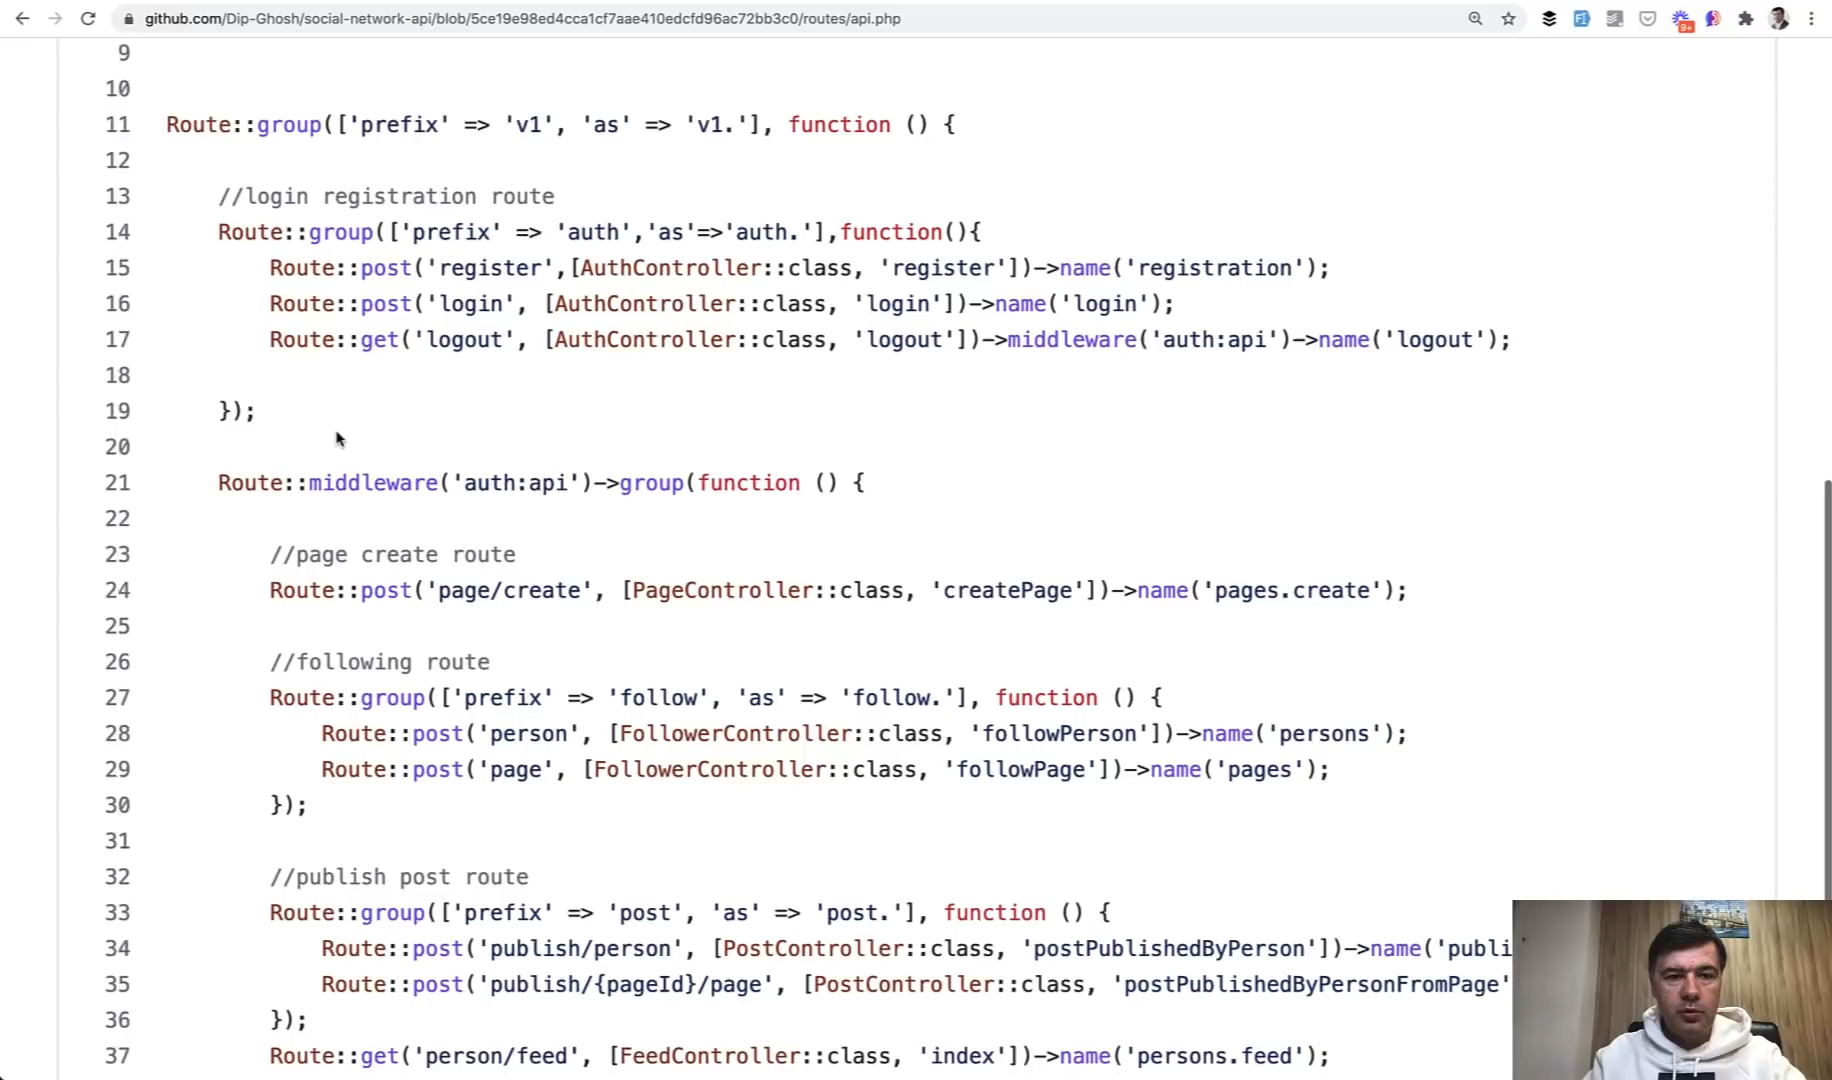 github.com/Dip-Ghosh/social-network-api/blob/5ce19e98ed4cca1cf7aae410edcfd96ac72bb3c0/routes/api.php
9+
9
10
11 Route::group(['prefix' => 'v1', 'as' => 'v1.'], function () {
12
13 //login registration route
14 Route::group(['prefix' => 'auth','as'=>'auth.'],function(){
15 Route::post('register',[AuthController::class, 'register'])->name('registration');
16 Route::post('login', [AuthController::class, 'login'])->name('login');
17 Route::get('logout', [AuthController::class, 'logout'])->middleware('auth:api')->name('logout');
18
19 });
20
21 Route::middleware('auth:api')->group(function () {
22
23 //page create route
24 Route::post('page/create', [PageController::class, 'createPage'])->name('pages.create');
25
26 //following route
27 Route::group(['prefix' => 'follow', 'as' => 'follow.'], function () {
28 Route::post('person', [FollowerController::class, 'followPerson'])->name('persons');
29 Route::post('page', [FollowerController::class, 'followPage'])->name('pages');
30 });
31
32 //publish post route
33 Route::group(['prefix' => 'post', 'as' => 'post.'], function () {
34 Route::post('publish/person', [PostController::class, 'postPublishedByPerson'])->name('publi
35 Route::post('publish/{pageId}/page', [PostController::class, 'postPublishedByPersonFromPage'
36 });
37 Route::get('person/feed', [FeedController::class, 'index'])->name('persons.feed');